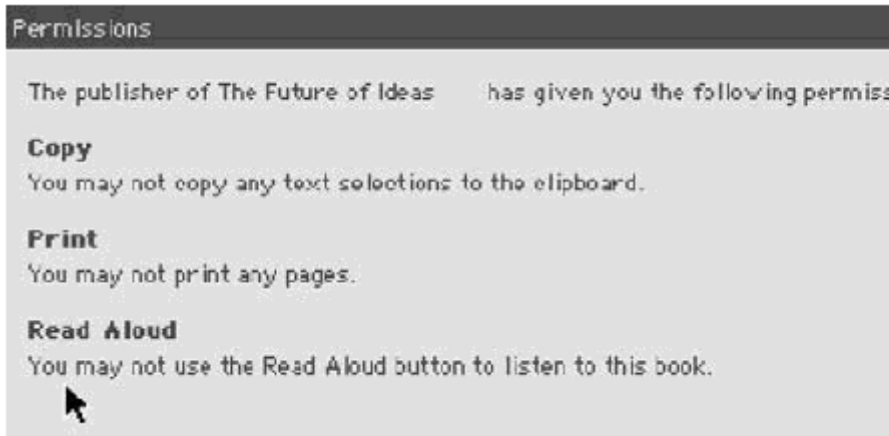 Permissions
The publisher of The Future of Ideas has given you the following permiss
Copy
You may not copy any text selections to the clipboard.
Print
You may not print any pages.
Read Aloud
You may not use the Read Aloud button to listen to this book.